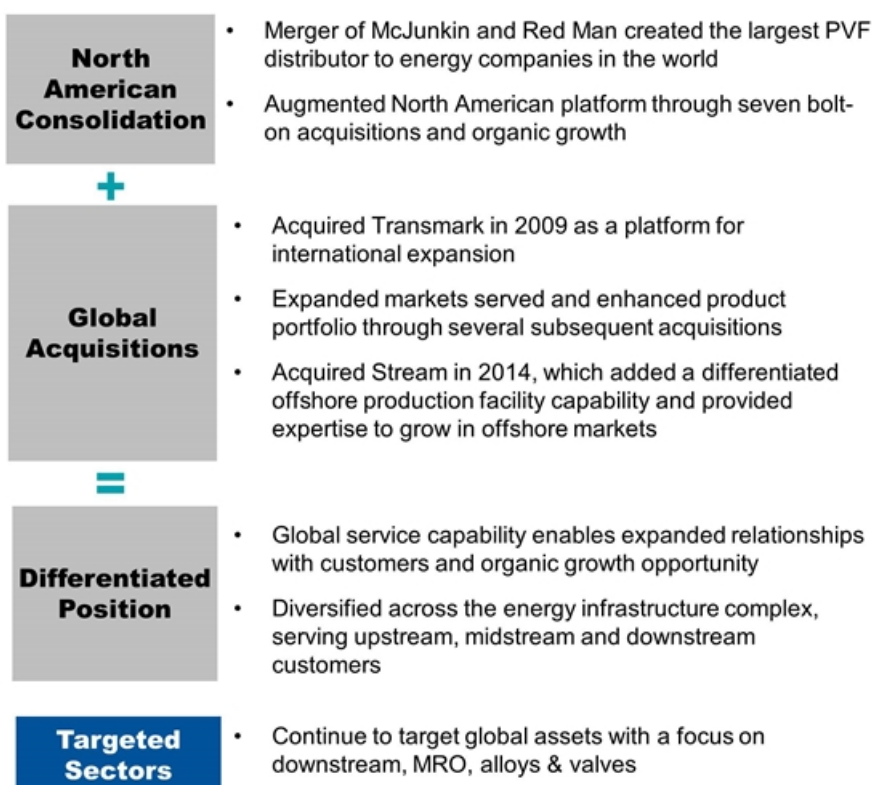 North
American
Consolidation
• Merger of McJunkin and Red Man created the largest PVF
distributor to energy companies in the world
• Augmented North American platform through seven bolt-
on acquisitions and organic growth
+
Global
Acquisitions
• Acquired Transmark in 2009 as a platform for
international expansion
• Expanded markets served and enhanced product
portfolio through several subsequent acquisitions
• Acquired Stream in 2014, which added a differentiated
offshore production facility capability and provided
expertise to grow in offshore markets
=
Differentiated
Position
• Global service capability enables expanded relationships
with customers and organic growth opportunity
• Diversified across the energy infrastructure complex,
serving upstream, midstream and downstream
customers
Targeted
Sectors
• Continue to target global assets with a focus on
downstream, MRO, alloys & valves